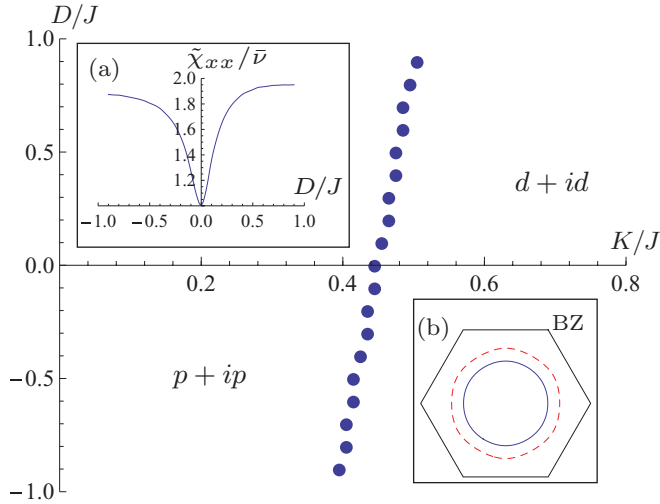 D/J
1.0
0.5
0.0
−0.5
−1.0
(a)
χ̃xx/ν̄
2.0
1.8
1.6
1.4
1.2
D/J
−1.0 −0.5 0.0 0.5 1.0
d + id
K/J
0.2 0.4 0.6 0.8
p + ip
(b)
BZ